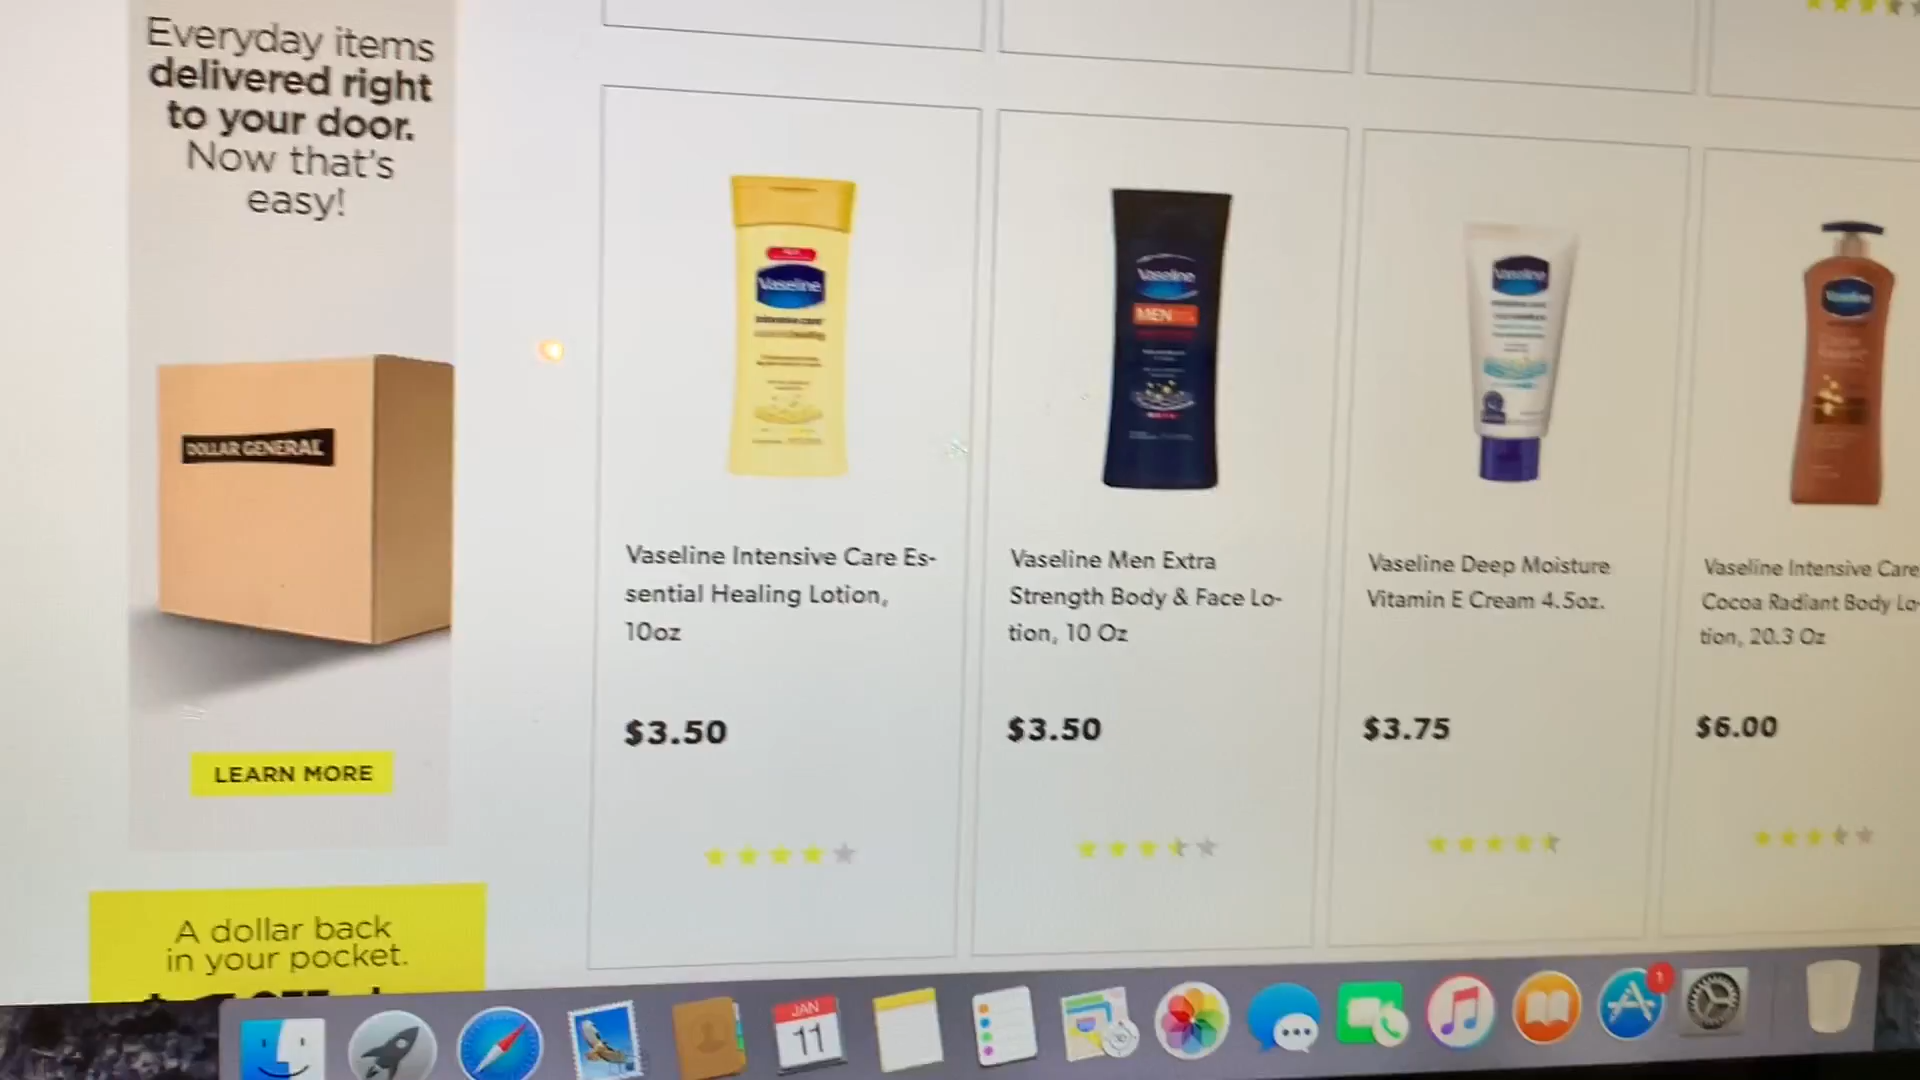 Everyday items
delivered right
to your door.
Now that's
easy!
DOLLAR GENERAL
LEARN MORE
A dollar back
in your pocket.
Vaseline
Vaseline Intensive Care Es-
sential Healing Lotion,
10oz
$3.50
Vaseline
MEN
Vaseline Men Extra
Strength Body & Face Lo-
tion, 10 Oz
$3.50
Vaseline
Vaseline Deep Moisture
Vitamin E Cream 4.5oz.
$3.75
Vaseline
Vaseline Intensive Care
Cocoa Radiant Body Lo-
tion, 20.3 Oz
$6.00
JAN
11
1